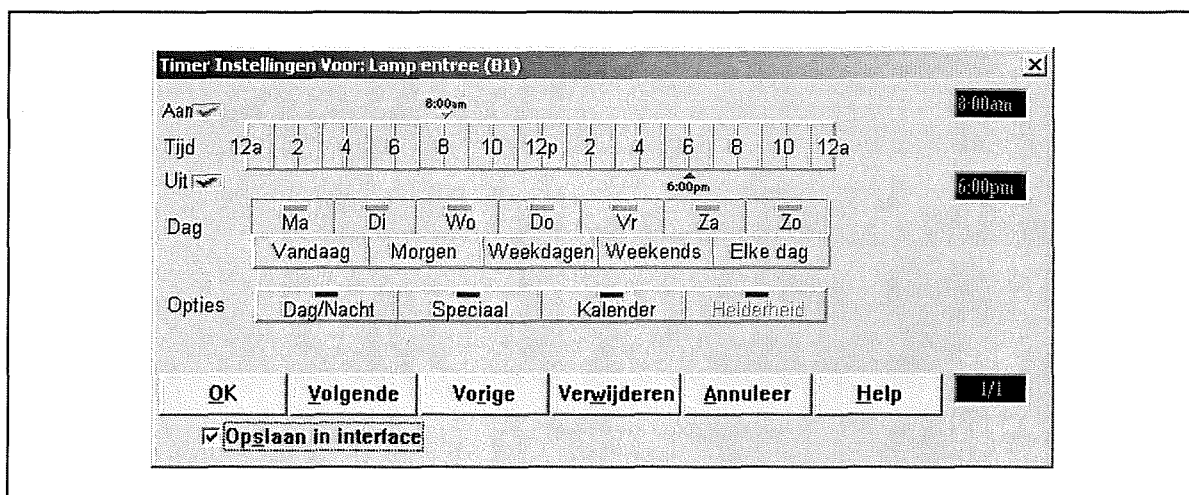 Timer Instellingen Voor: Lamp entree (B1)
Aan 8:00am 8:00am
Tijd 12a 2 4 6 8 10 12p 2 4 6 8 10 12a
Uit 6:00pm 6:00pm
Dag Ma Di Wo Do Vr Za Zo
Vandaag Morgen Weekdagen Weekends Elke dag
Opties Dag/Nacht Speciaal Kalender Helderheid
OK Volgende Vorige Verwijderen Annuleer Help 1/1
Opslaan in interface